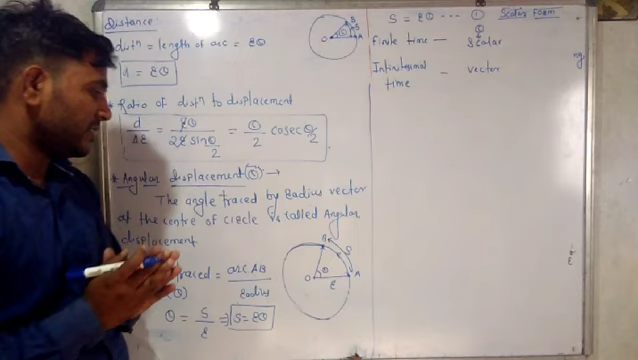 Distance
dist^n = length of arc = rθ
d = rθ
* Ratio of dist^n to displacement
d/Δr = rθ / 2r sin θ/2 = θ/2 cosec θ/2
* Angular displacement (θ) →
The angle traced by radius vector
at the centre of circle is called Angular
displacement
traced = arc AB / radius
(θ)
θ = s/r ⇒ s = rθ
O A B
O r A B S θ
S = rθ --- ① Scalar Form
θ
Finite time — scalar
Infinitesimal — vector
time